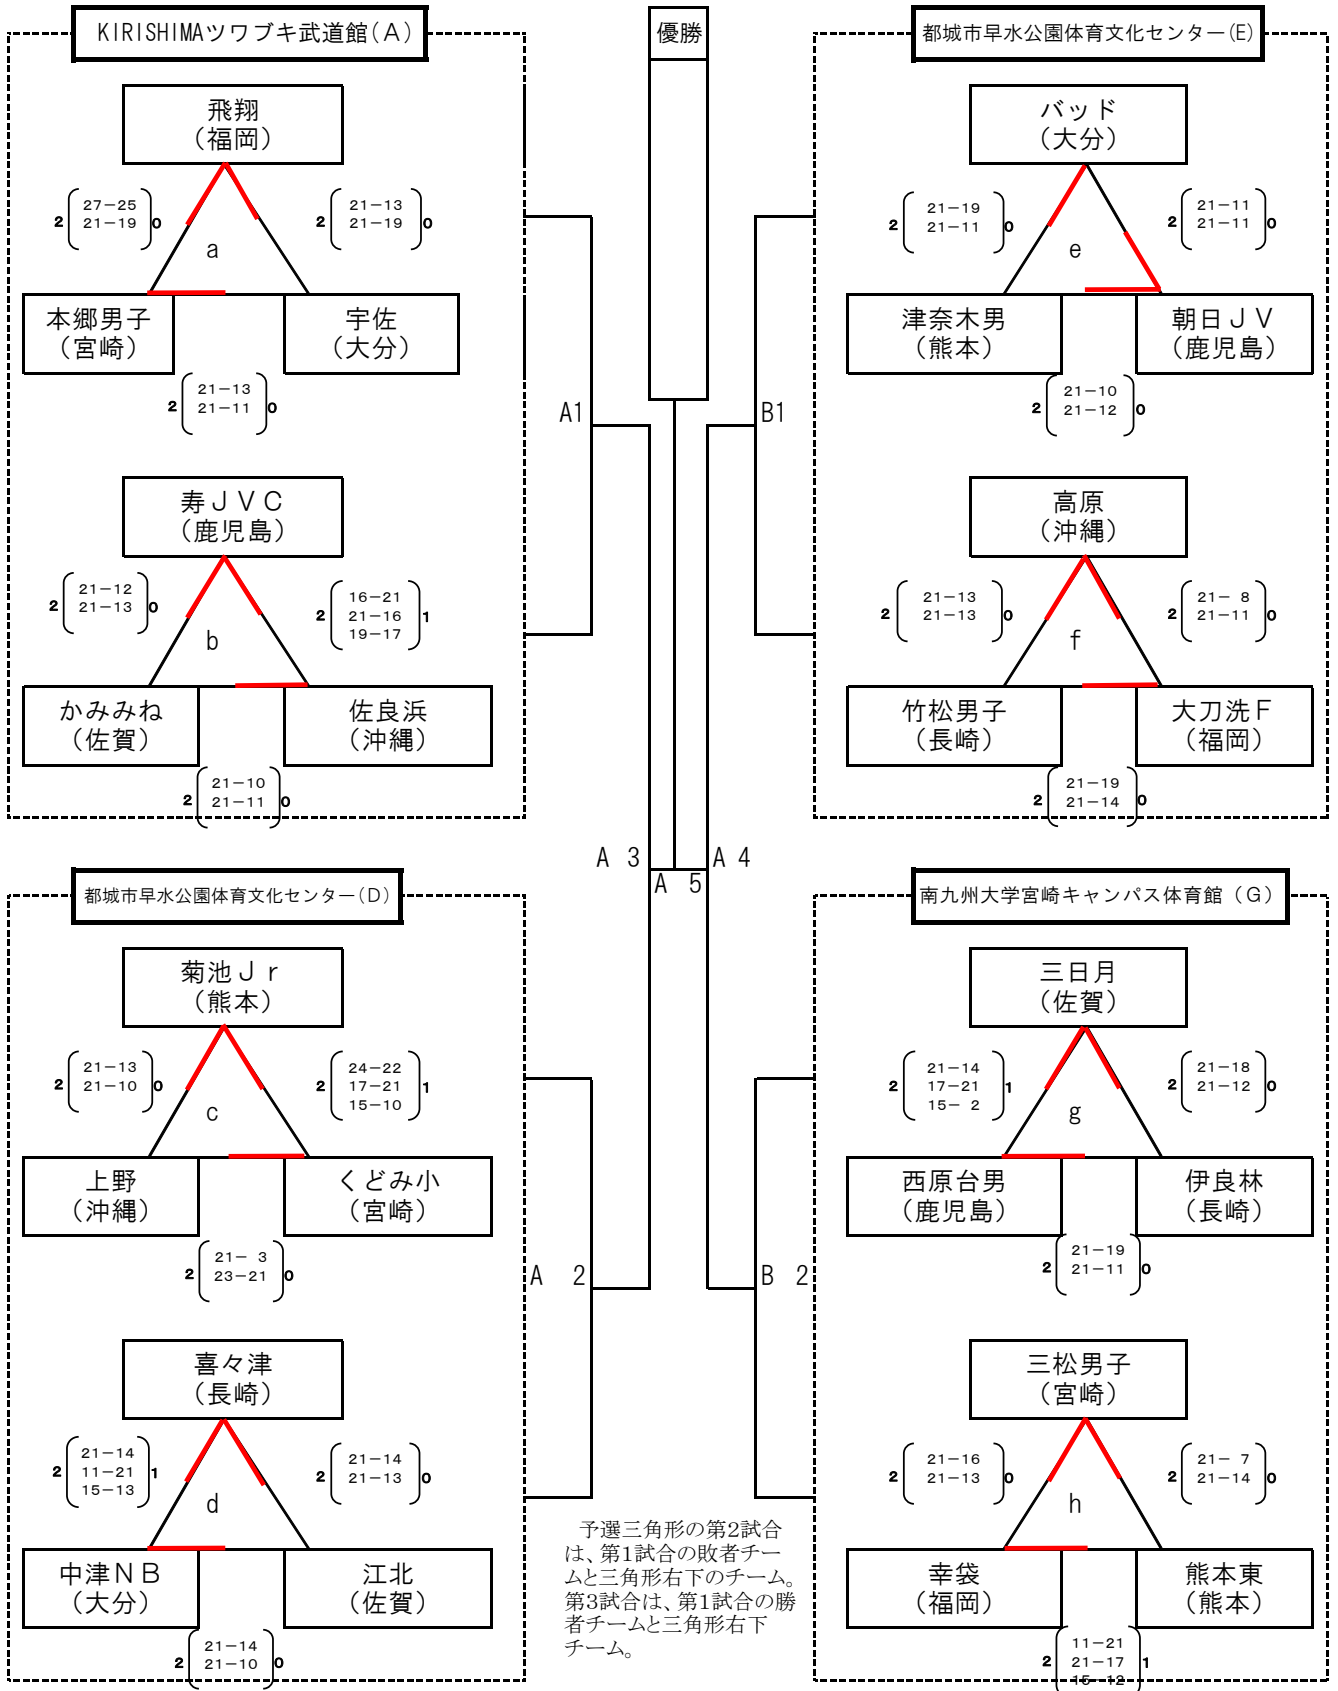 KIRISHIMAツワブキ武道館(A)
優勝
都城市早水公園体育文化センター(E)
飛翔
(福岡)
2
27-25
21-19
0
2
21-13
21-19
0
a
本郷男子
(宮崎)
宇佐
(大分)
2
21-13
21-11
0
バッド
(大分)
2
21-19
21-11
0
2
21-11
21-11
0
e
津奈木男
(熊本)
朝日JV
(鹿児島)
2
21-10
21-12
0
A1
B1
寿JVC
(鹿児島)
2
21-12
21-13
0
2
16-21
21-16
19-17
1
b
かみみね
(佐賀)
佐良浜
(沖縄)
2
21-10
21-11
0
高原
(沖縄)
2
21-13
21-13
0
2
21- 8
21-11
0
f
竹松男子
(長崎)
大刀洗F
(福岡)
2
21-19
21-14
0
A 3
A 4
A 5
都城市早水公園体育文化センター(D)
南九州大学宮崎キャンパス体育館(G)
菊池Jr
(熊本)
2
21-13
21-10
0
2
24-22
17-21
15-10
1
c
上野
(沖縄)
くどみ小
(宮崎)
2
21- 3
23-21
0
三日月
(佐賀)
2
21-14
17-21
15- 2
1
2
21-18
21-12
0
g
西原台男
(鹿児島)
伊良林
(長崎)
2
21-19
21-11
0
A 2
B 2
喜々津
(長崎)
2
21-14
11-21
15-13
1
2
21-14
21-13
0
d
中津NB
(大分)
江北
(佐賀)
2
21-14
21-10
0
三松男子
(宮崎)
2
21-16
21-13
0
2
21- 7
21-14
0
h
幸袋
(福岡)
熊本東
(熊本)
2
11-21
21-17
15-12
1
予選三角形の第2試合
は、第1試合の敗者チー
ムと三角形右下のチーム。
第3試合は、第1試合の勝
者チームと三角形右下
チーム。